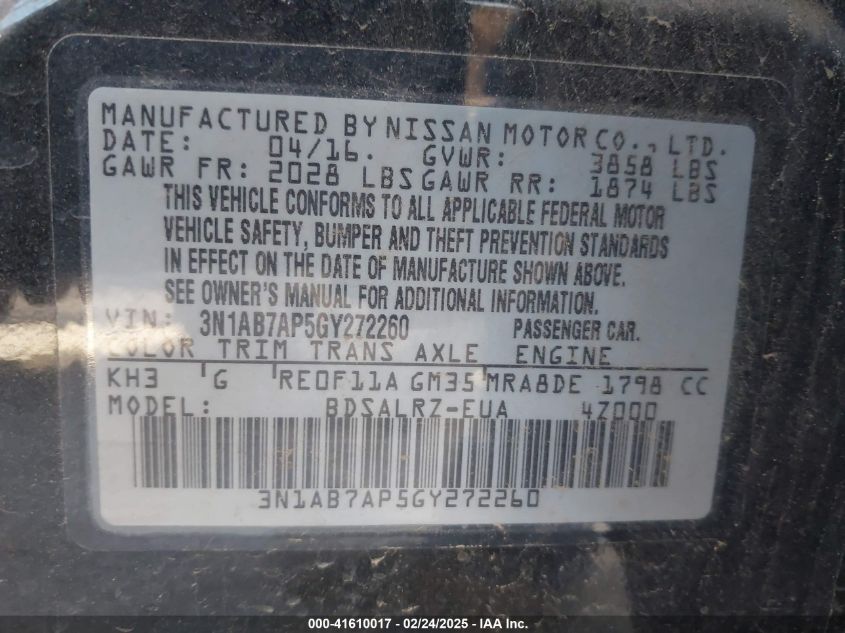 MANUFACTURED BY NISSAN MOTOR CO., LTD.
DATE: 04/16. GVWR: 3858 LBS
GAWR FR: 2028 LBS GAWR RR: 1874 LBS
THIS VEHICLE CONFORMS TO ALL APPLICABLE FEDERAL MOTOR
VEHICLE SAFETY, BUMPER AND THEFT PREVENTION STANDARDS
IN EFFECT ON THE DATE OF MANUFACTURE SHOWN ABOVE.
SEE OWNER'S MANUAL FOR ADDITIONAL INFORMATION.
VIN: 3N1AB7AP5GY272260 PASSENGER CAR.
COLOR TRIM TRANS AXLE ENGINE
KH3 G RE0F11A GM35 MRA8DE 1798 CC
MODEL: BDSALRZ-EUA 4Z000
3N1AB7AP5GY272260
000-41610017 - 02/24/2025 - IAAI.com